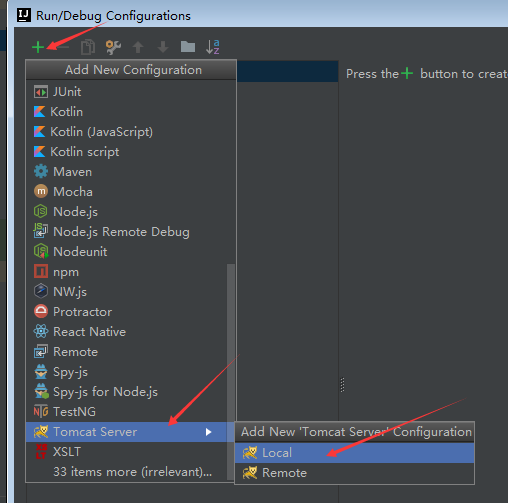 Run/Debug Configurations
Add New Configuration
Press the + button to creat
JUnit
Kotlin
Kotlin (JavaScript)
Kotlin script
Maven
Mocha
Node.js
Node.js Remote Debug
Nodeunit
npm
NW.js
Protractor
React Native
Remote
Spy-js
Spy-js for Node.js
TestNG
Tomcat Server
Add New 'Tomcat Server' Configuration
XSLT
Local
33 items more (irrelevant)...
Remote